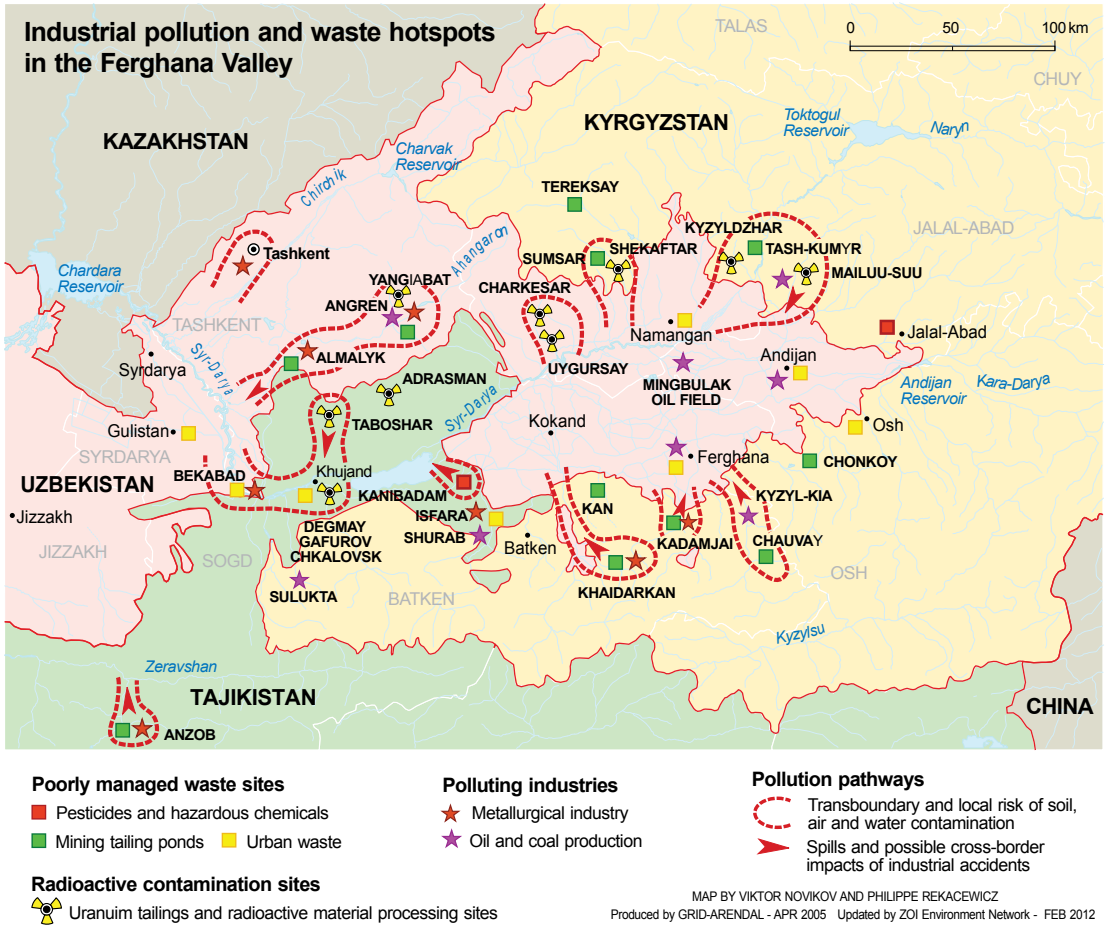 Industrial pollution and waste hotspots
in the Ferghana Valley
0 50 100 km
TALAS
CHUY
KAZAKHSTAN
KYRGYZSTAN
Toktogul
Reservoir
Naryn
Charvak
Reservoir
Chirchik
TEREKSAY
KYZYLDZHAR
JALAL-ABAD
Tashkent
Ahangaron
SUMSAR
SHEKAFTAR
TASH-KUMYR
MAILUU-SUU
Chardara
Reservoir
YANGIABAT
CHARKESAR
ANGREN
TASHKENT
Namangan
Jalal-Abad
ALMALYK
Syrdarya
Syr-Darya
UYGURSAY
MINGBULAK
OIL FIELD
Andijan
ADRASMAN
Andijan
Reservoir
Kara-Darya
TABOSHAR
Syr-Darya
Kokand
Osh
Gulistan
SYRDARYA
Ferghana
CHONKOY
BEKABAD
Khujand
UZBEKISTAN
KANIBADAM
KAN
KYZYL-KIA
Jizzakh
ISFARA
DEGMAY
GAFUROV
CHKALOVSK
SHURAB
Batken
KADAMJAI
CHAUVAY
JIZZAKH
SOGD
OSH
SULUKTA
BATKEN
KHAIDARKAN
Kyzylsu
Zeravshan
TAJIKISTAN
CHINA
ANZOB
Poorly managed waste sites
Pesticides and hazardous chemicals
Mining tailing ponds Urban waste
Radioactive contamination sites
Uranuim tailings and radioactive material processing sites
Polluting industries
Metallurgical industry
Oil and coal production
Pollution pathways
Transboundary and local risk of soil,
air and water contamination
Spills and possible cross-border
impacts of industrial accidents
MAP BY VIKTOR NOVIKOV AND PHILIPPE REKACEWICZ
Produced by GRID-ARENDAL - APR 2005 Updated by ZOI Environment Network - FEB 2012